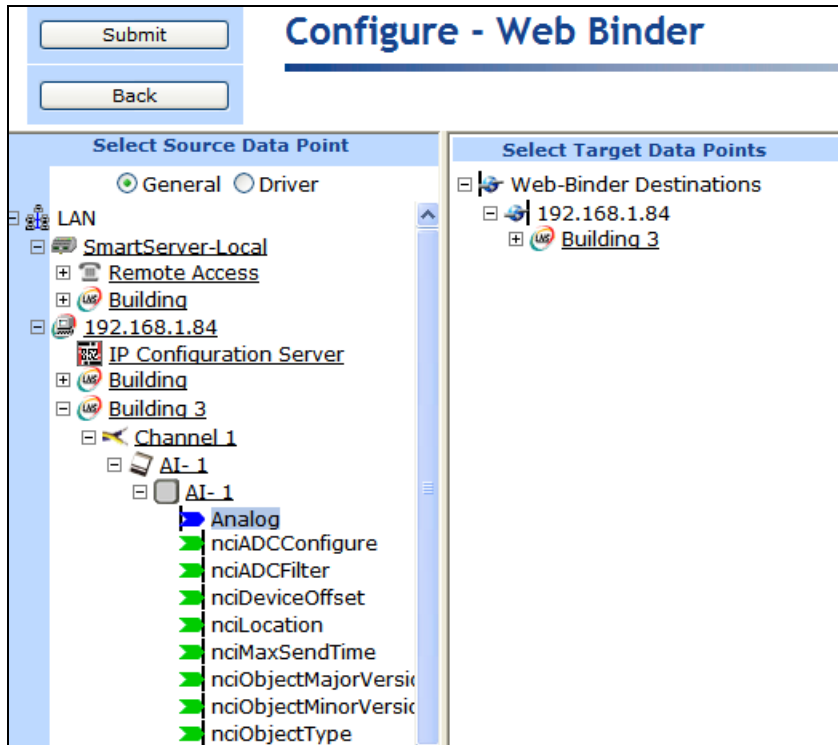 Submit
Configure - Web Binder
Back
Select Source Data Point
General Driver
LAN
SmartServer-Local
Remote Access
Building
192.168.1.84
IP Configuration Server
Building
Building 3
Channel 1
AI- 1
AI- 1
Analog
nciADCConfigure
nciADCFilter
nciDeviceOffset
nciLocation
nciMaxSendTime
nciObjectMajorVersi
nciObjectMinorVersic
nciObjectType
Select Target Data Points
Web-Binder Destinations
192.168.1.84
Building 3